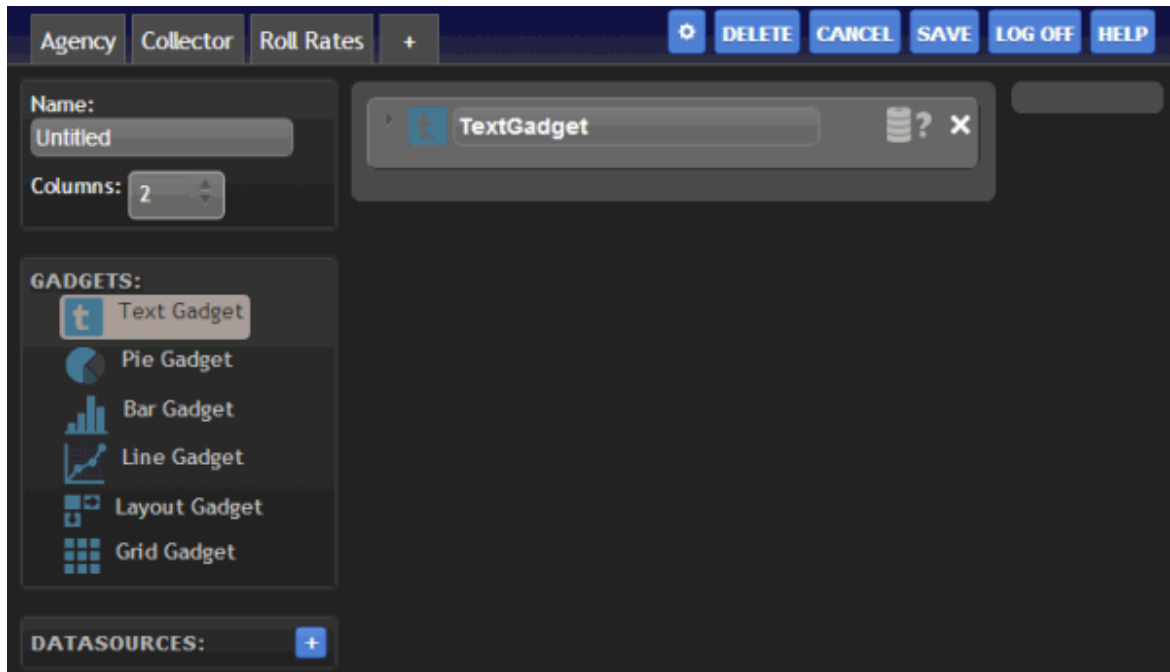 Agency Collector Roll Rates + DELETE CANCEL SAVE LOG OFF HELP
Name:
Untitled
Columns: 2
t TextGadget ? ×
GADGETS:
t Text Gadget
Pie Gadget
Bar Gadget
Line Gadget
Layout Gadget
Grid Gadget
DATASOURCES: +